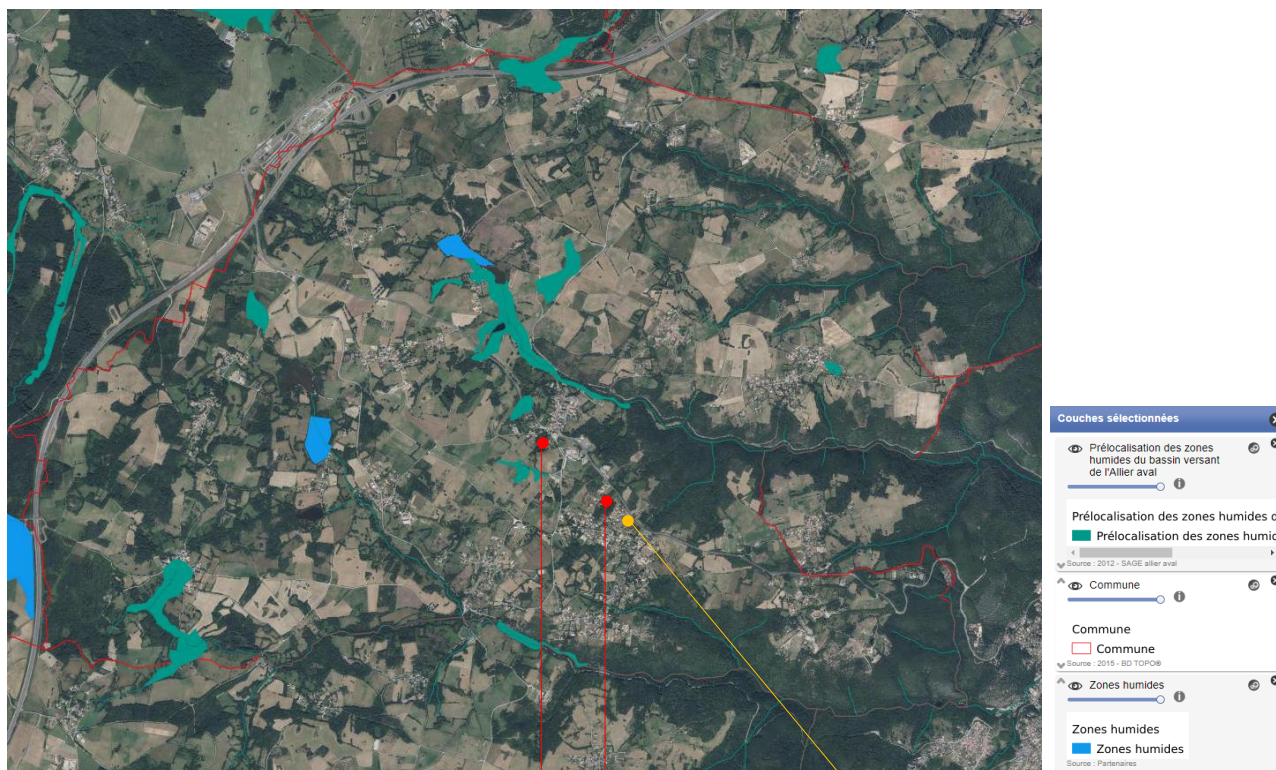 Couches sélectionnées
Prélocalisation des zones
humides du bassin versant
de l'Allier aval
Prélocalisation des zones humides d
Prélocalisation des zones humid
Source : 2012 - SAGE allier aval
Commune
Commune
Commune
Source : 2015 - BD TOPO®
Zones humides
Zones humides
Zones humides
Source : Partenaires